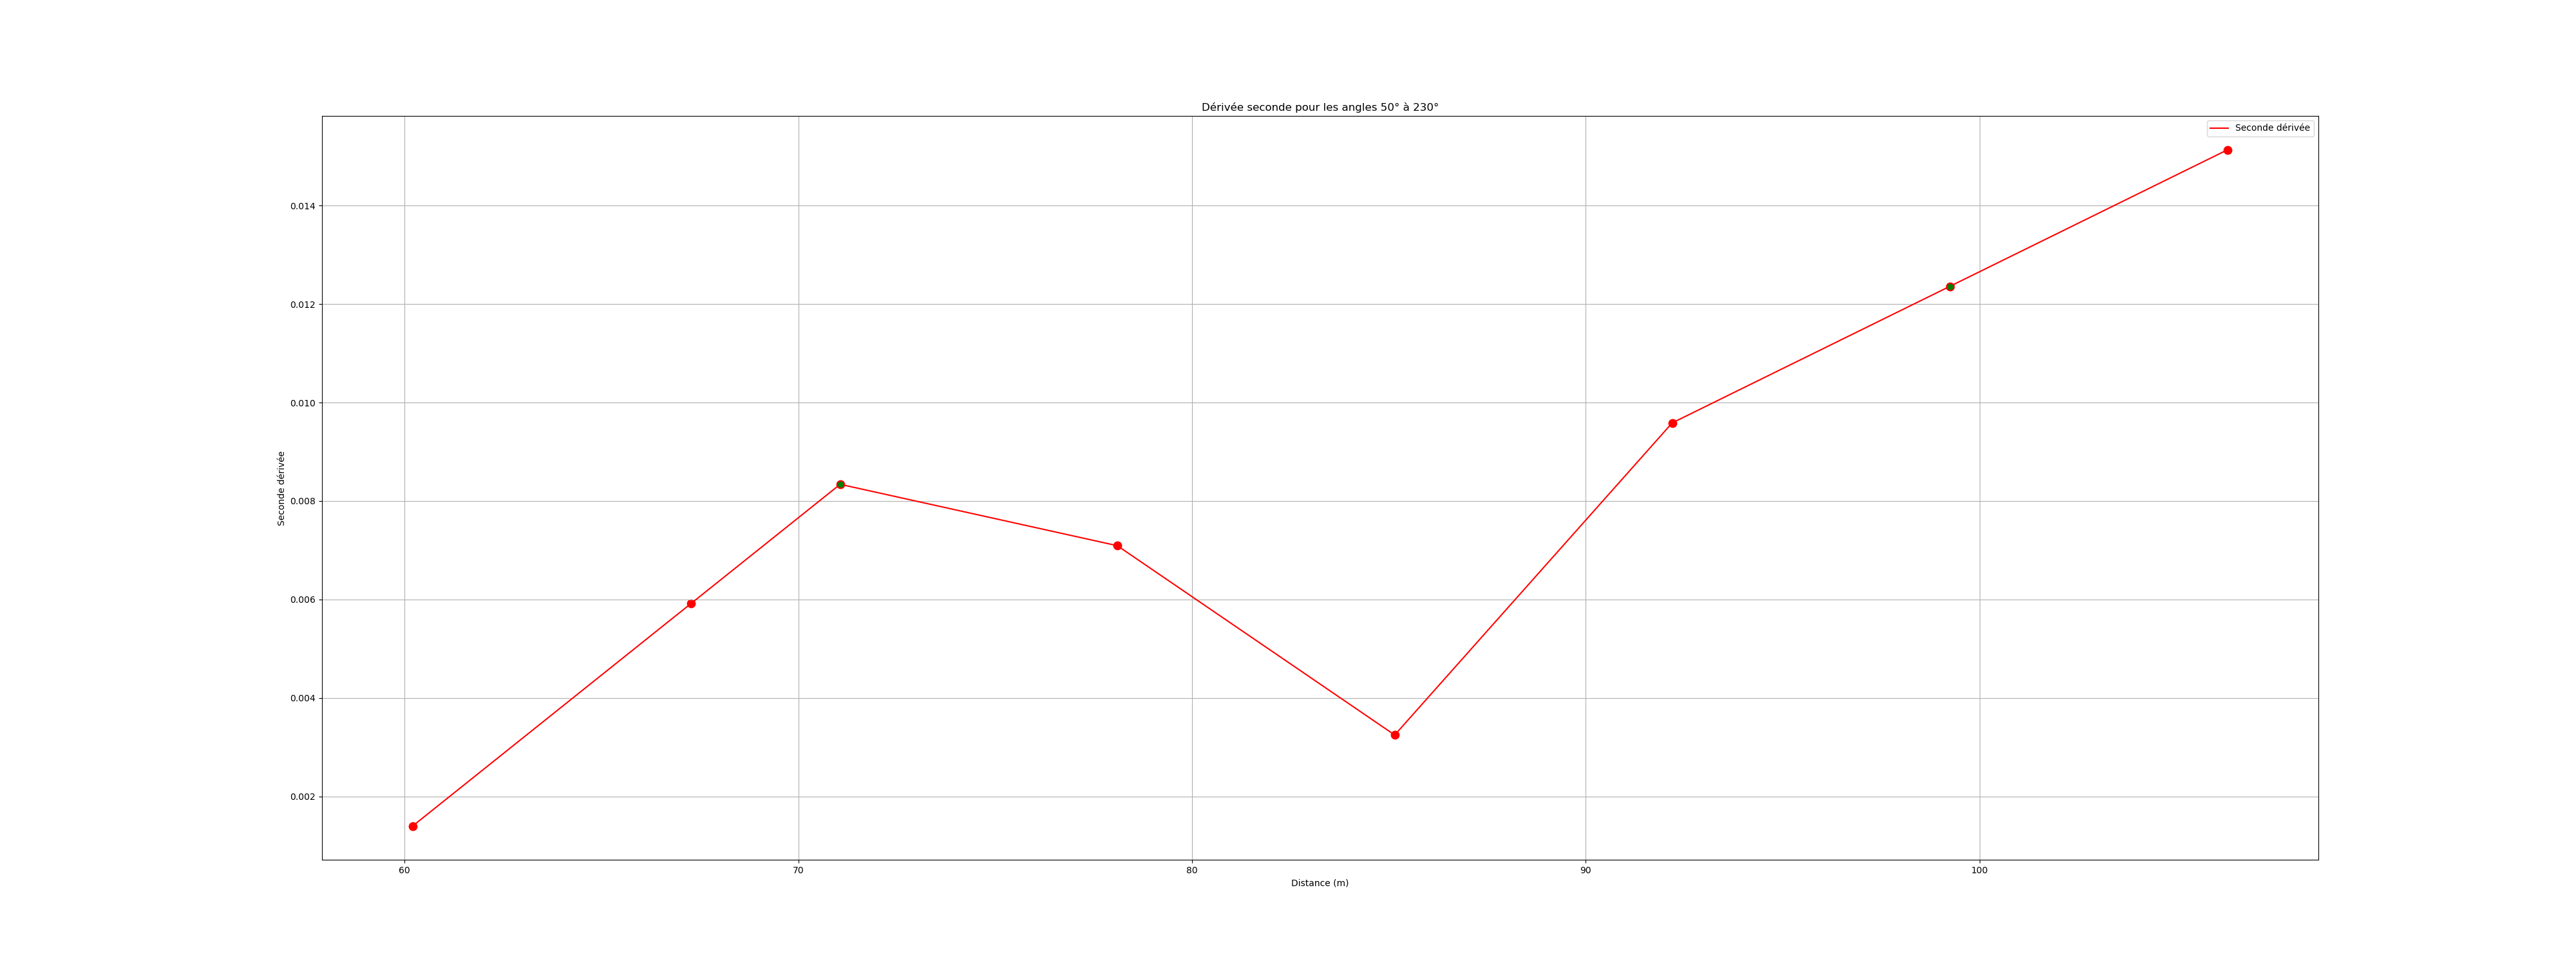 Dérivée seconde pour les angles 50° à 230°
Seconde dérivée
0.014
0.012
0.010
0.008
0.006
0.004
0.002
Seconde dérivée
60 70 80 90 100
Distance (m)